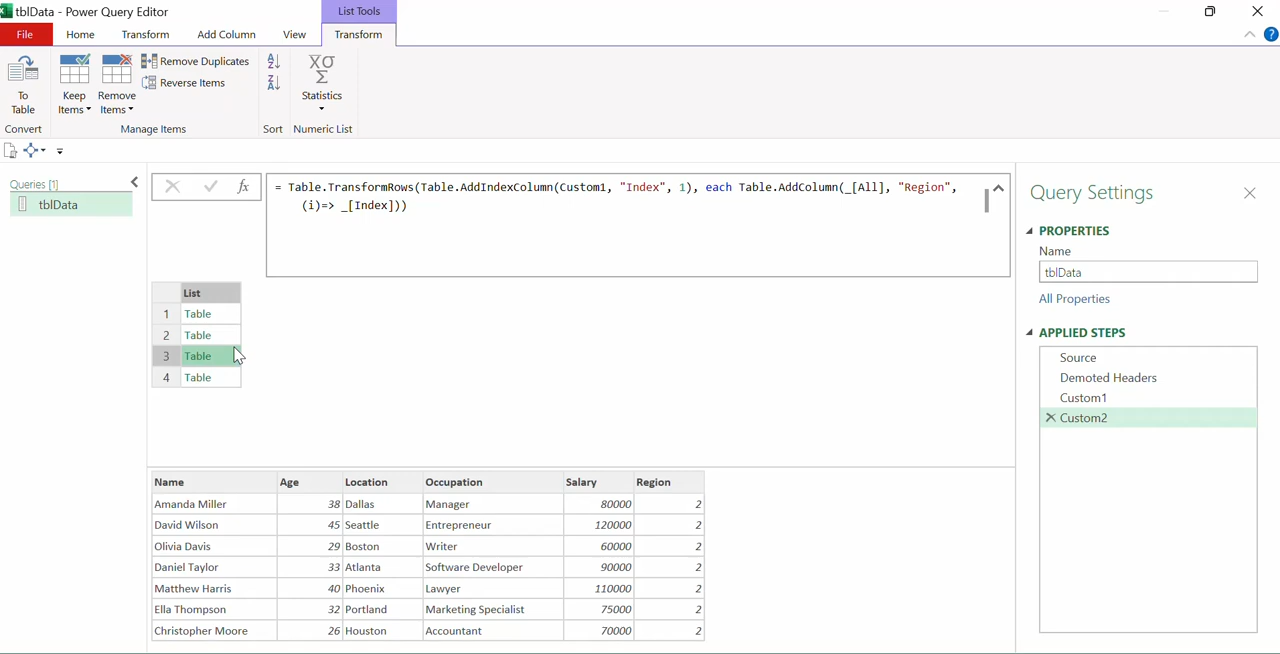 tblData - Power Query Editor
List Tools
File Home Transform Add Column View Transform
To Table
Keep Items
Remove Items
Remove Duplicates
Reverse Items
Statistics
Convert Manage Items Sort Numeric List
Queries [1]
tblData
fx
= Table.TransformRows(Table.AddIndexColumn(Custom1, "Index", 1), each Table.AddColumn(_[All], "Region",
(i)=> _[Index]))
List
1 Table
2 Table
3 Table
4 Table
Name Age Location Occupation Salary Region
Amanda Miller 38 Dallas Manager 80000 2
David Wilson 45 Seattle Entrepreneur 120000 2
Olivia Davis 29 Boston Writer 60000 2
Daniel Taylor 33 Atlanta Software Developer 90000 2
Matthew Harris 40 Phoenix Lawyer 110000 2
Ella Thompson 32 Portland Marketing Specialist 75000 2
Christopher Moore 26 Houston Accountant 70000 2
Query Settings
PROPERTIES
Name
tblData
All Properties
APPLIED STEPS
Source
Demoted Headers
Custom1
Custom2